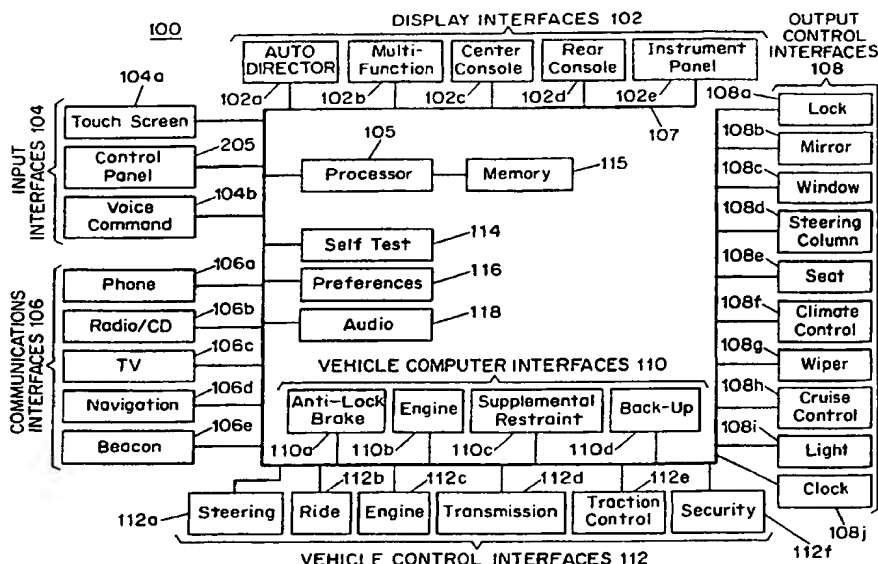 100
DISPLAY INTERFACES 102
OUTPUT CONTROL INTERFACES 108
AUTO DIRECTOR
Multi-Function
Center Console
Rear Console
Instrument Panel
102a
102b
102c
102d
102e
107
INPUT INTERFACES 104
104a
Touch Screen
205
Control Panel
104b
Voice Command
105
Processor
Memory
115
Self Test
114
Preferences
116
Audio
118
COMMUNICATIONS INTERFACES 106
106a
Phone
106b
Radio/CD
106c
TV
106d
Navigation
106e
Beacon
108a
Lock
108b
Mirror
108c
Window
108d
Steering Column
108e
Seat
108f
Climate Control
108g
Wiper
108h
Cruise Control
108i
Light
Clock
108j
VEHICLE COMPUTER INTERFACES 110
Anti-Lock Brake
Engine
Supplemental Restraint
Back-Up
110a
110b
110c
110d
112a
112b
112c
112d
112e
Steering
Ride
Engine
Transmission
Traction Control
Security
112f
VEHICLE CONTROL INTERFACES 112